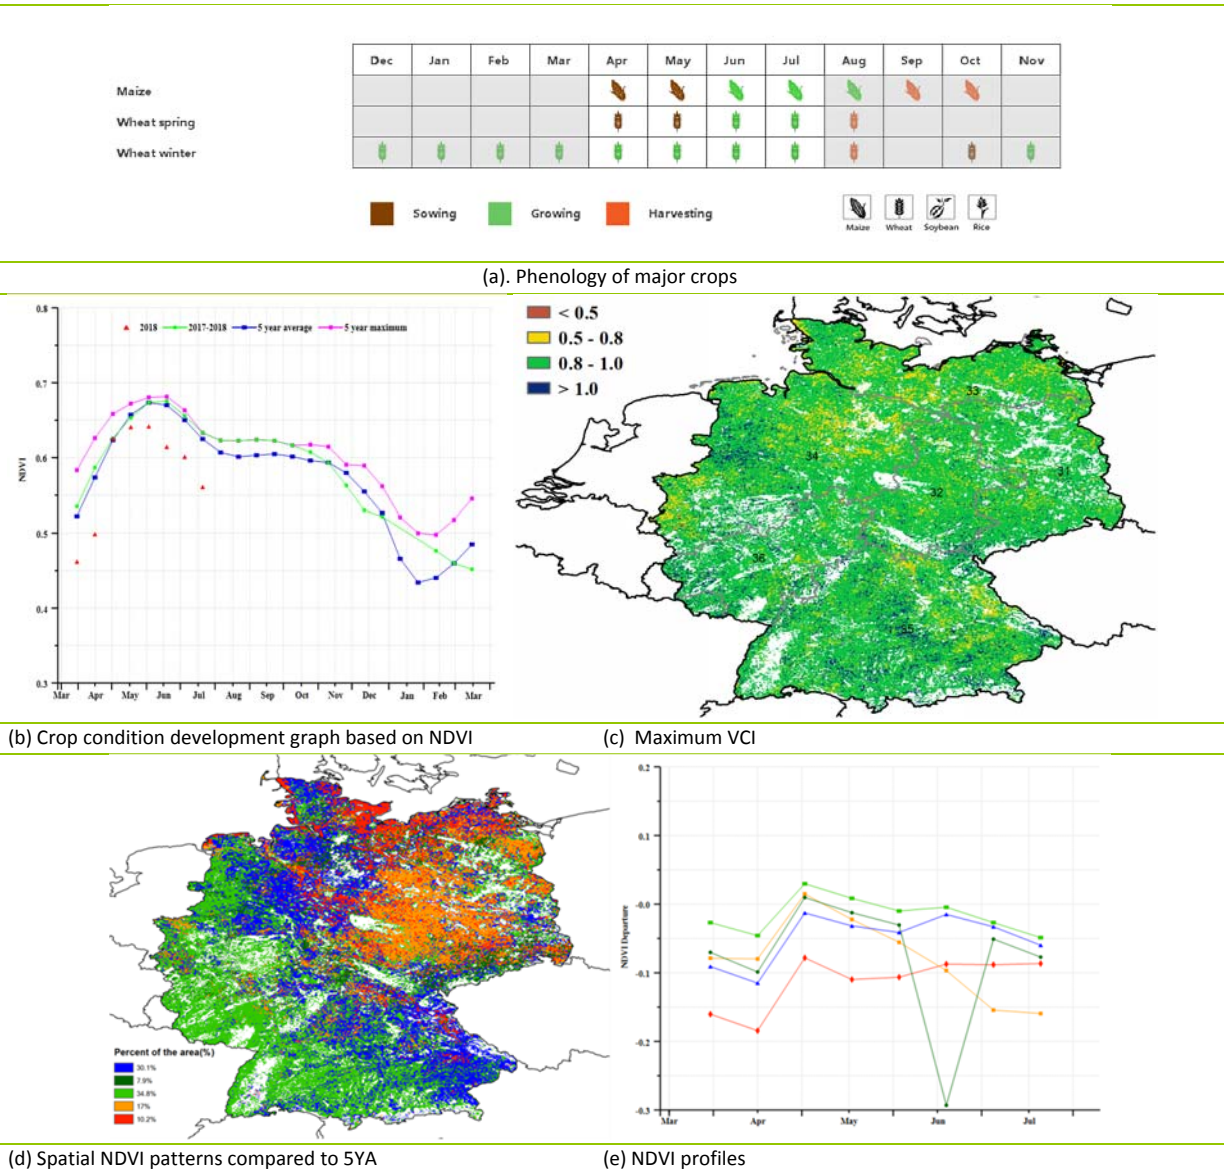 Dec Jan Feb Mar Apr May Jun Jul Aug Sep Oct Nov
Maize
Wheat spring
Wheat winter
Sowing Growing Harvesting
Maize Wheat Soybean Rice
(a). Phenology of major crops
0.8
0.7
0.6
0.5
0.4
0.3
NDVI
2018 2017-2018 5 year average 5 year maximum
Mar Apr May Jun Jul Aug Sep Oct Nov Dec Jan Feb Mar
< 0.5
0.5 - 0.8
0.8 - 1.0
> 1.0
33
34
31
32
36
35
(b) Crop condition development graph based on NDVI (c) Maximum VCI
Percent of the area(%)
30.1%
7.9%
34.8%
17%
10.2%
0.2
0.1
-0.0
-0.1
-0.2
-0.3
NDVI Departure
Mar Apr May Jun Jul
(d) Spatial NDVI patterns compared to 5YA (e) NDVI profiles